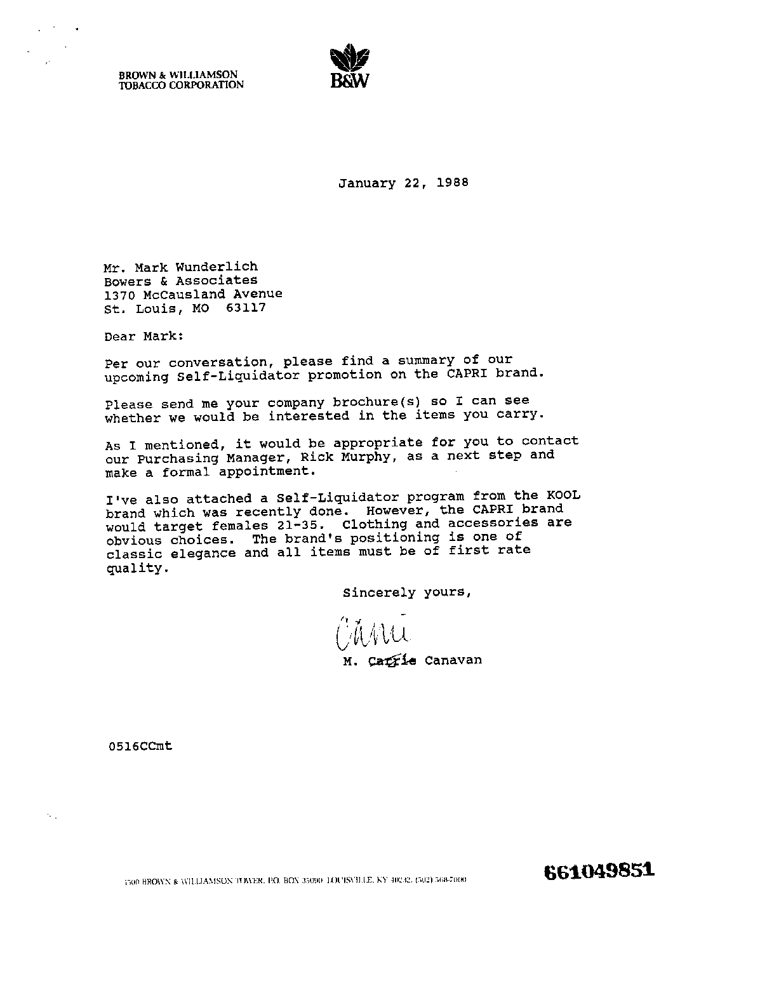 BROWN & WILLIAMSON
TOBACCO CORPORATION
B&W
January 22, 1988
Mr. Mark Wunderlich
Bowers & Associates
1370 McCausland Avenue
St. Louis, MO 63117
Dear Mark:
Per our conversation, please find a summary of our
upcoming Self-Liquidator promotion on the CAPRI brand.
Please send me your company brochure(s) so I can see
whether we would be interested in the items you carry.
As I mentioned, it would be appropriate for you to contact
our Purchasing Manager, Rick Murphy, as a next step and
make a formal appointment.
I've also attached a Self-Liquidator program from the KOOL
brand which was recently done. However, the CAPRI brand
would target females 21-35. Clothing and accessories are
obvious choices. The brand's positioning is one of
classic elegance and all items must be of first rate
quality.
Sincerely yours,
M. Carrie Canavan
0516CCmt
1500 BROWN & WILLIAMSON TOWER, P.O. BOX 35090 LOUISVILLE, KY 40232, (502) 568-7000
661049851